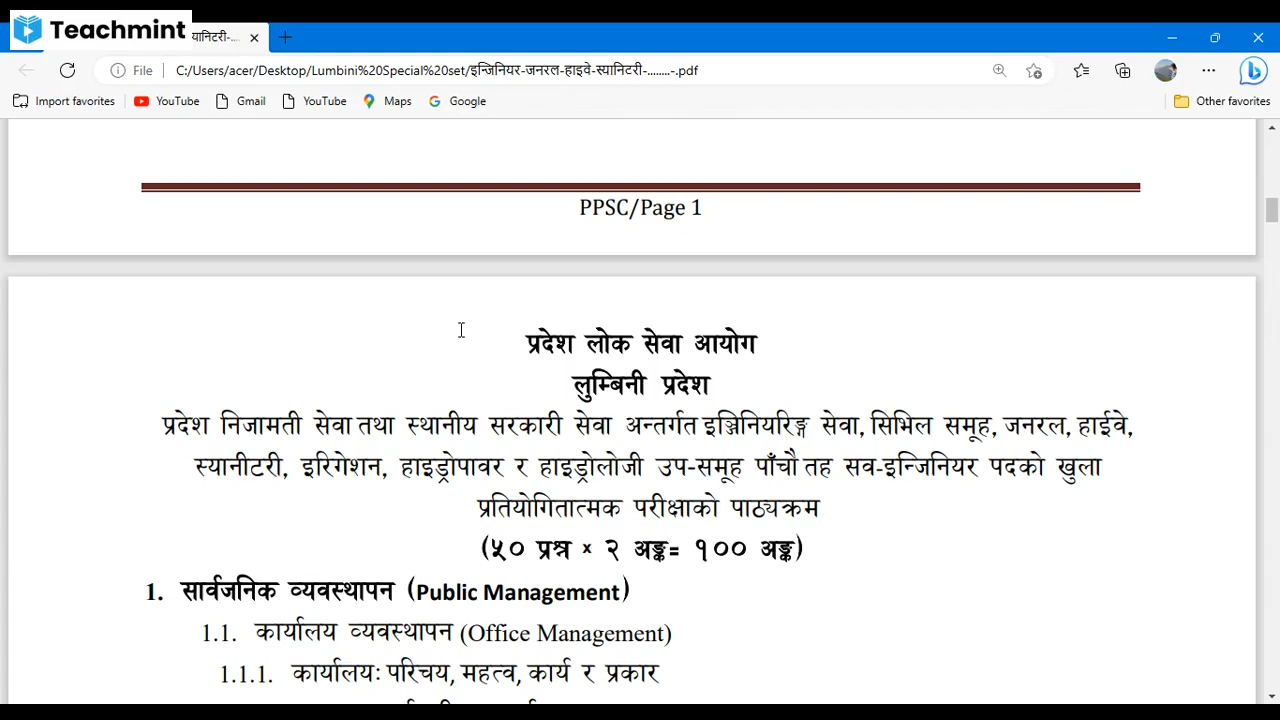 Teachmint
यानिटरी-...
File
C:/Users/acer/Desktop/Lumbini%20Special%20set/इन्जिनियर-जनरल-हाइवे-स्यानिटरी-........-.pdf
Import favorites
YouTube
Gmail
YouTube
Maps
Google
Other favorites
PPSC/Page 1
प्रदेश लोक सेवा आयोग
लुम्बिनी प्रदेश
प्रदेश निजामती सेवा तथा स्थानीय सरकारी सेवा अन्तर्गत इञ्जिनियरिङ्ग सेवा, सिभिल समूह, जनरल, हाईवे,
स्यानीटरी, इरिगेशन, हाइड्रोपावर र हाइड्रोलोजी उप-समूह पाँचौ तह सव-इन्जिनियर पदको खुला
प्रतियोगितात्मक परीक्षाको पाठ्यक्रम
(५० प्रश्न × २ अङ्क= १०० अङ्क)
1. सार्वजनिक व्यवस्थापन (Public Management)
1.1. कार्यालय व्यवस्थापन (Office Management)
1.1.1. कार्यालयः परिचय, महत्व, कार्य र प्रकार